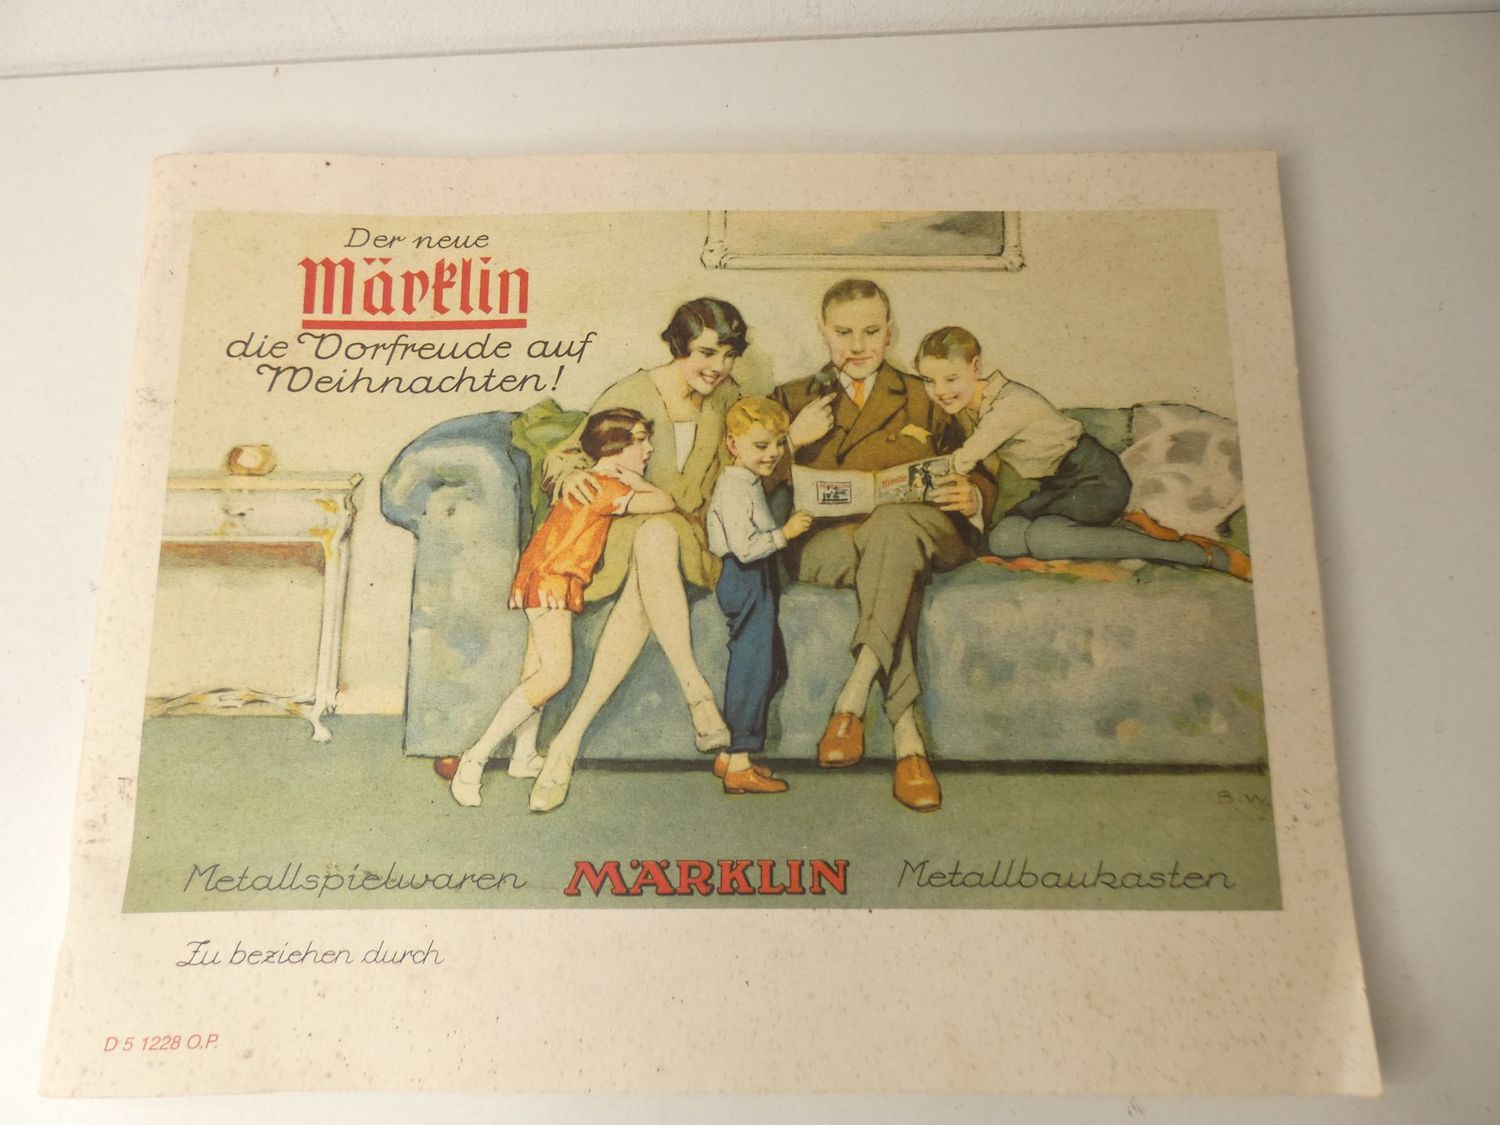 Der neue
Märklin
die Vorfreude auf
Weihnachten!
Märklin
S.W.
Metallspielwaren MÄRKLIN Metallbaukasten
Zu beziehen durch
D 5 1228 O.P.